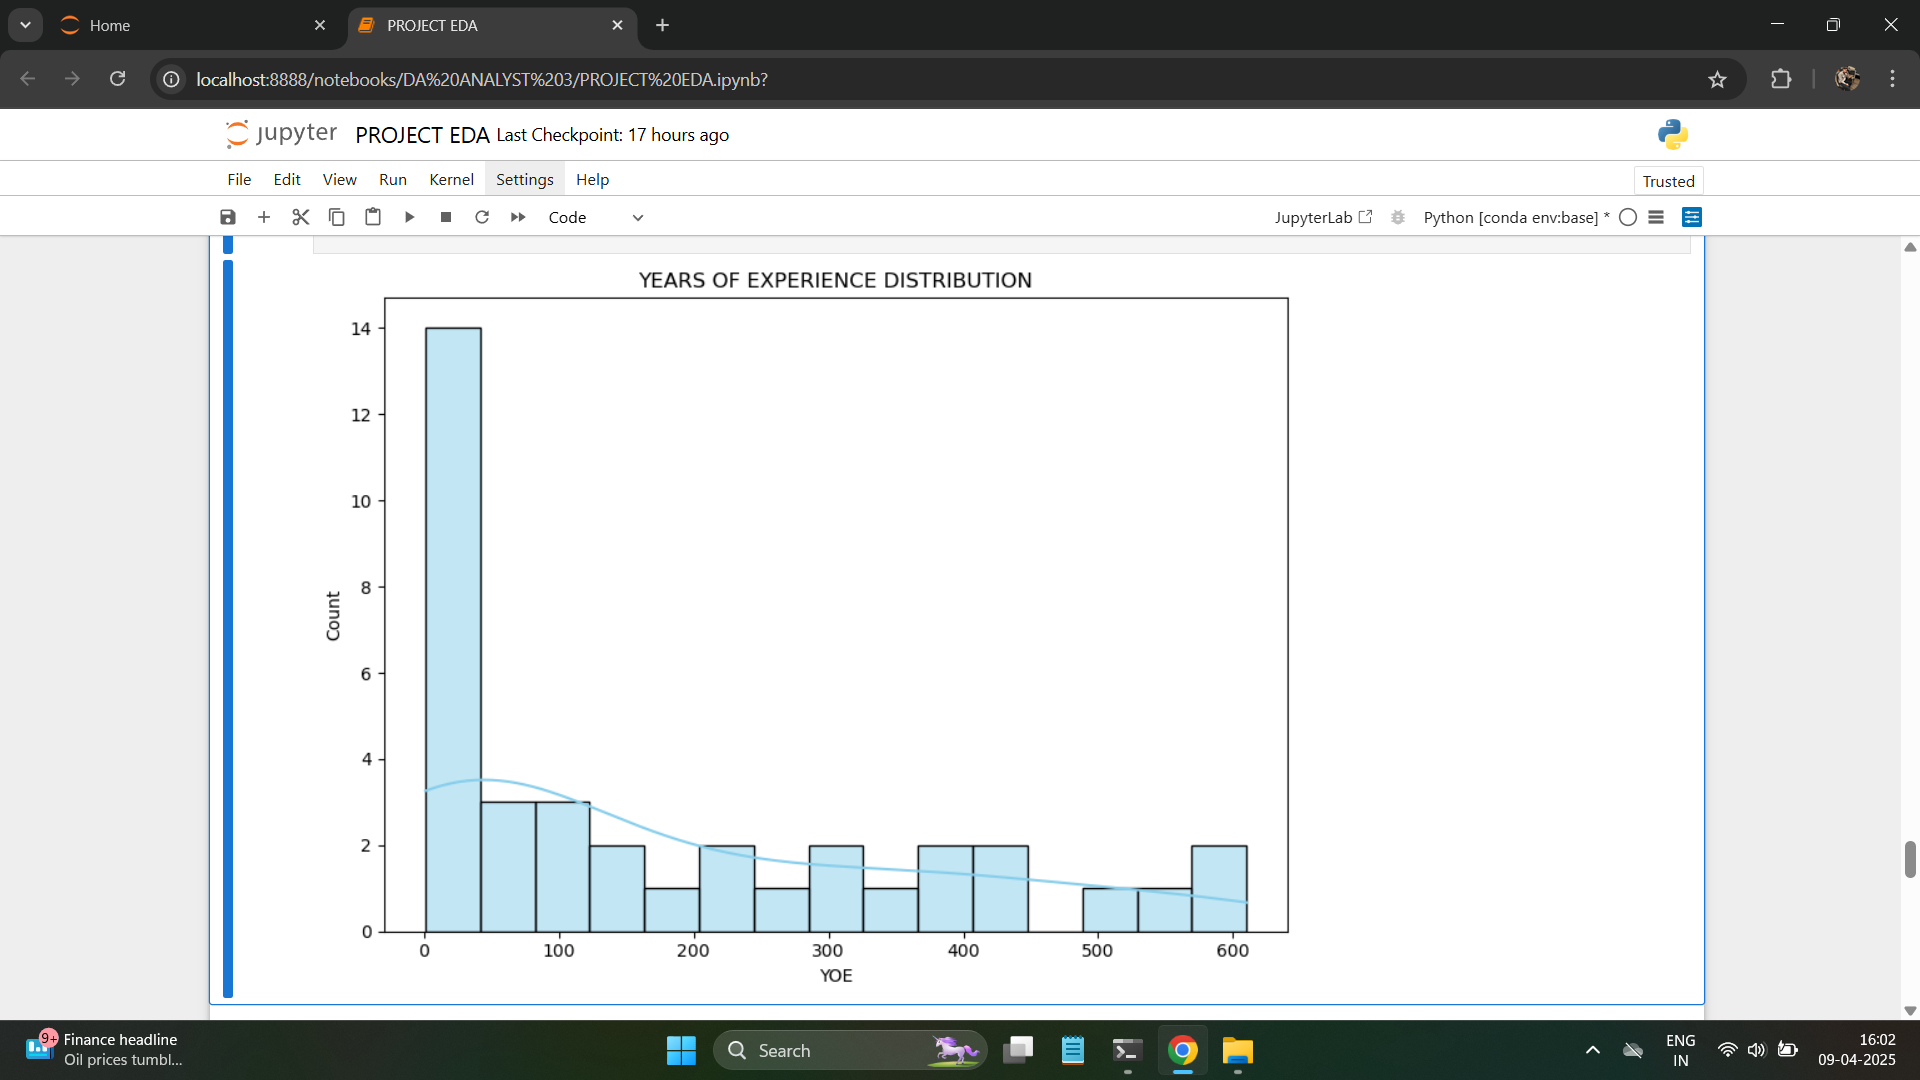 Home
PROJECT EDA
localhost:8888/notebooks/DA%20ANALYST%203/PROJECT%20EDA.ipynb?
jupyter PROJECT EDA Last Checkpoint: 17 hours ago
File Edit View Run Kernel Settings Help
Trusted
Code
JupyterLab
Python [conda env:base] *
YEARS OF EXPERIENCE DISTRIBUTION
14
12
10
8
6
4
2
0
Count
0 100 200 300 400 500 600
YOE
9+
Finance headline
Oil prices tumbl...
Search
ENG
IN
16:02
09-04-2025